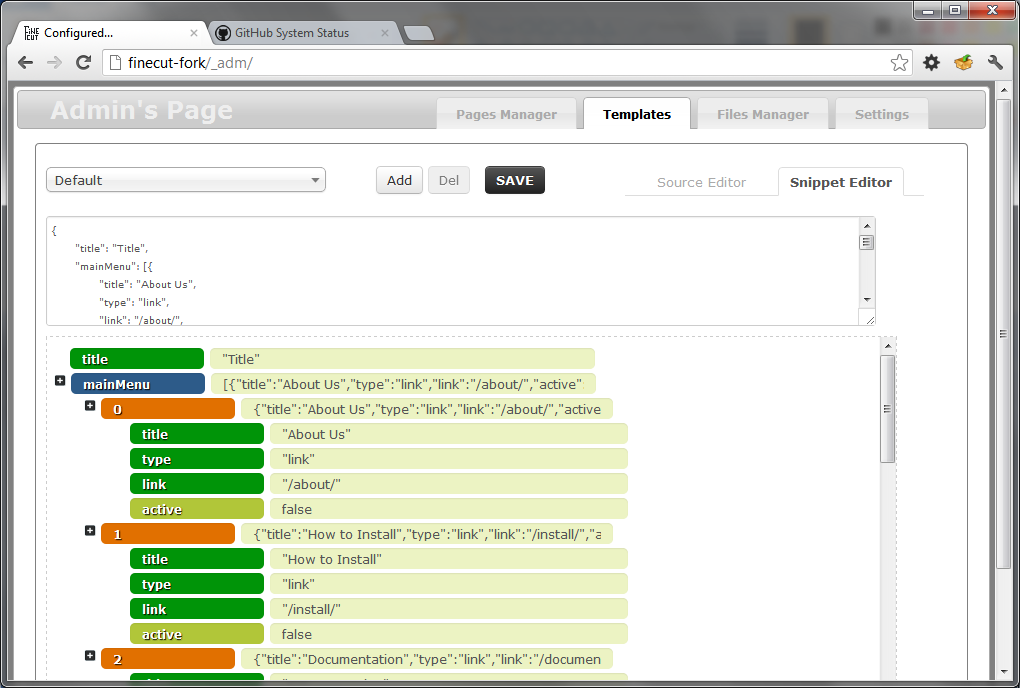 FINE CUT Configured...
GitHub System Status
finecut-fork/_adm/
Admin's Page
Pages Manager
Templates
Files Manager
Settings
Default
Add
Del
SAVE
Source Editor
Snippet Editor
{
"title": "Title",
"mainMenu": [{
"title": "About Us",
"type": "link",
"link": "/about/",
title "Title"
mainMenu [{"title":"About Us","type":"link","link":"/about/","active"
0 {"title":"About Us","type":"link","link":"/about/","active
title "About Us"
type "link"
link "/about/"
active false
1 {"title":"How to Install","type":"link","link":"/install/","a
title "How to Install"
type "link"
link "/install/"
active false
2 {"title":"Documentation","type":"link","link":"/documen